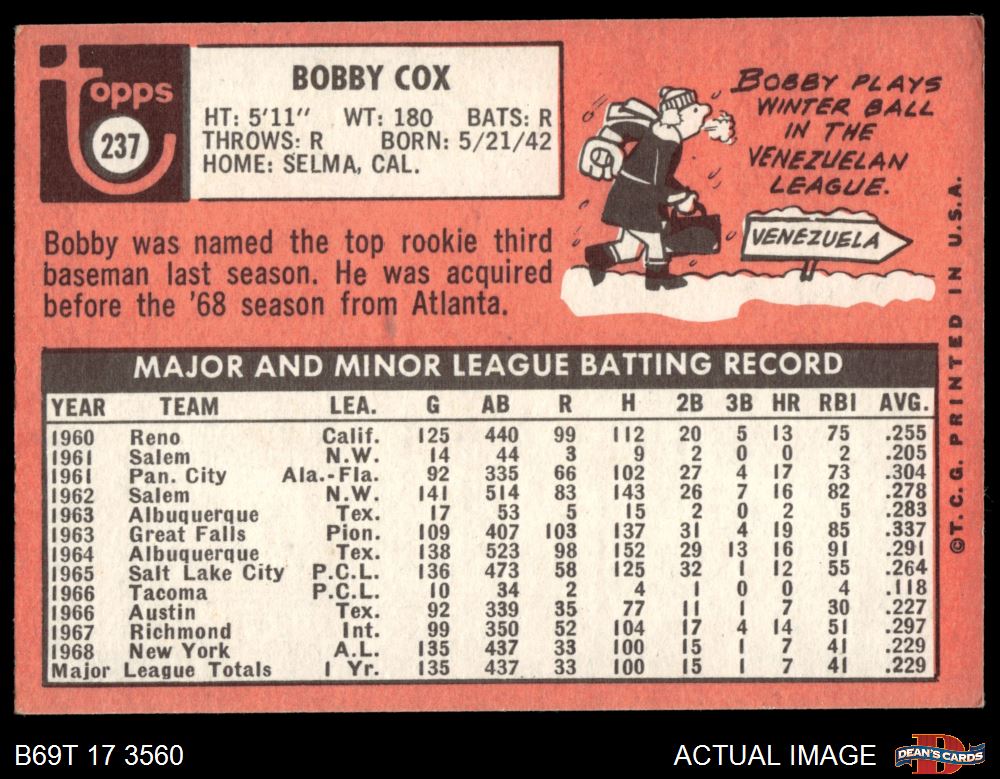 Topps
237
BOBBY COX
HT: 5'11" WT: 180 BATS: R
THROWS: R BORN: 5/21/42
HOME: SELMA, CAL.
BOBBY PLAYS
WINTER BALL
IN THE
VENEZUELAN
LEAGUE.
VENEZUELA
Bobby was named the top rookie third
baseman last season. He was acquired
before the '68 season from Atlanta.
MAJOR AND MINOR LEAGUE BATTING RECORD
YEAR TEAM LEA. G AB R H 2B 3B HR RBI AVG.
1960 Reno Calif. 125 440 99 112 20 5 13 75 .255
1961 Salem N.W. 14 44 3 9 2 0 0 2 .205
1961 Pan. City Ala.-Fla. 92 335 66 102 27 4 17 73 .304
1962 Salem N.W. 141 514 83 143 26 7 16 82 .278
1963 Albuquerque Tex. 17 53 5 15 2 0 2 5 .283
1963 Great Falls Pion. 109 407 103 137 31 4 19 85 .337
1964 Albuquerque Tex. 138 523 98 152 29 13 16 91 .291
1965 Salt Lake City P.C.L. 136 473 58 125 32 1 12 55 .264
1966 Tacoma P.C.L. 10 34 2 4 1 0 0 4 .118
1966 Austin Tex. 92 339 35 77 11 1 7 30 .227
1967 Richmond Int. 99 350 52 104 17 4 14 51 .297
1968 New York A.L. 135 437 33 100 15 1 7 41 .229
Major League Totals 1 Yr. 135 437 33 100 15 1 7 41 .229
©T.C.G. PRINTED IN U.S.A.
B69T 17 3560
ACTUAL IMAGE
DEAN'S CARDS